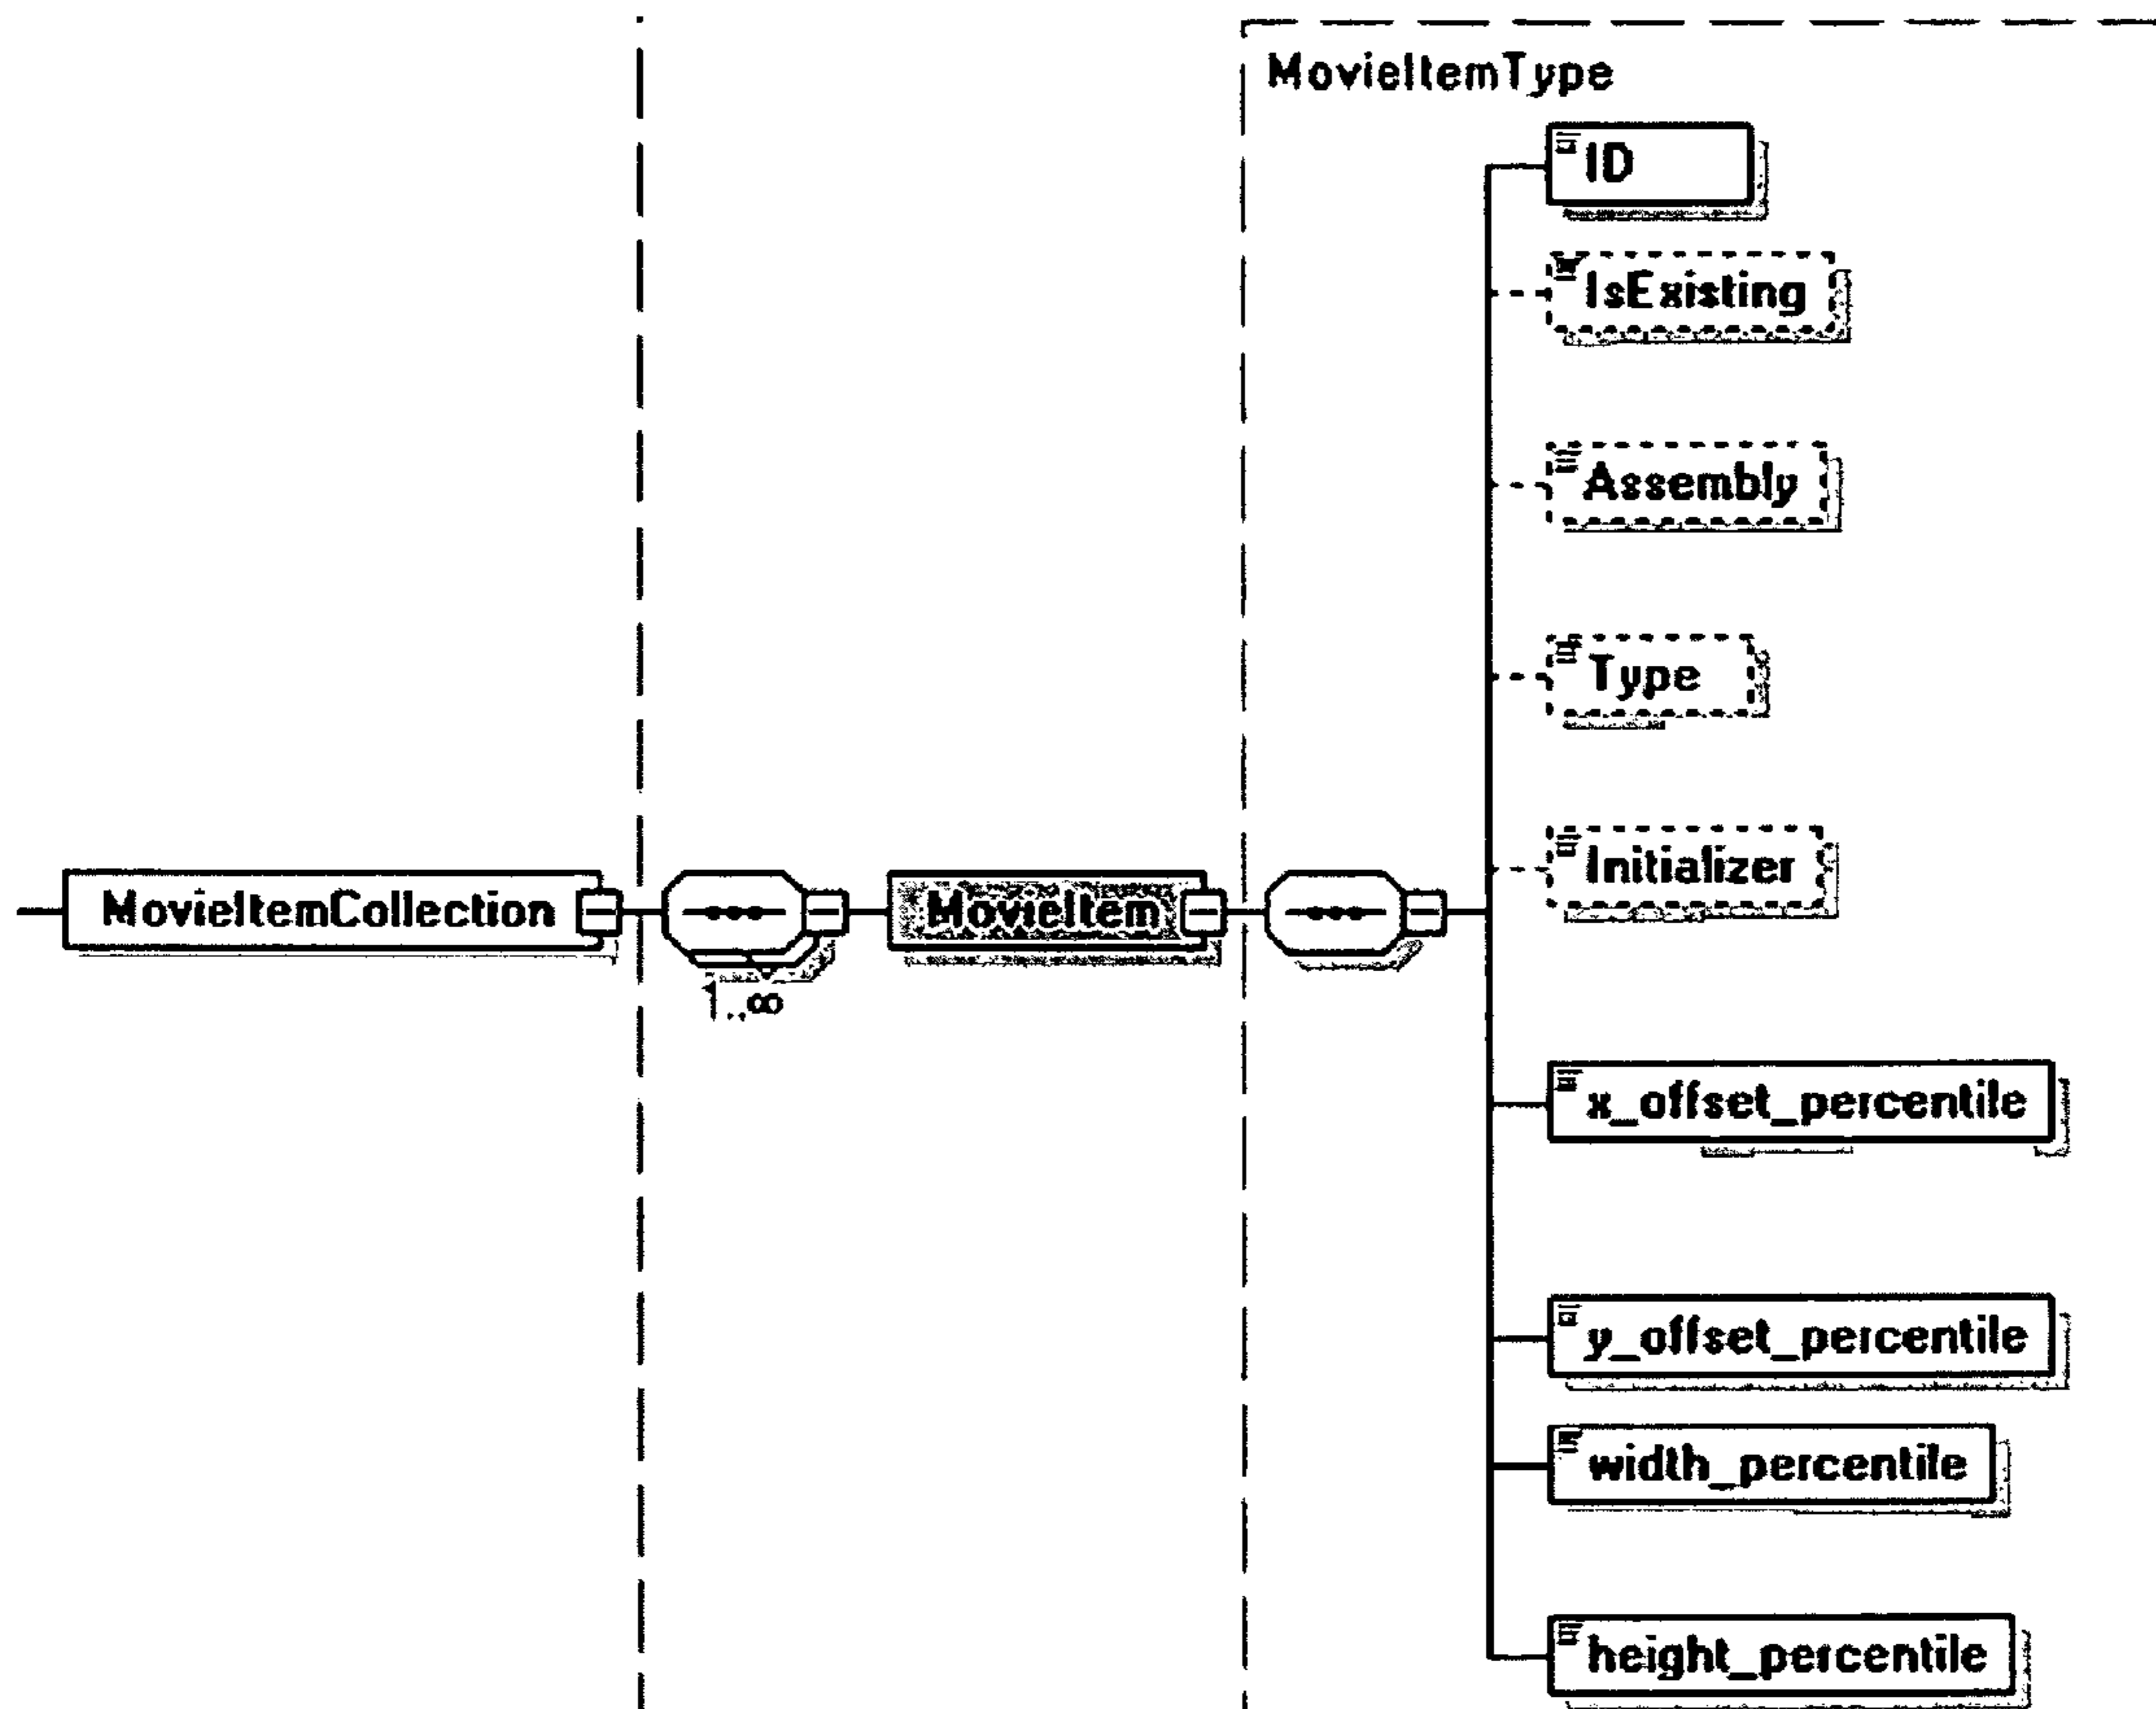 MovieItemType
ID
IsExisting
Assembly
Type
Initializer
MovieItemCollection
MovieItem
1..∞
x_offset_percentile
y_offset_percentile
width_percentile
height_percentile